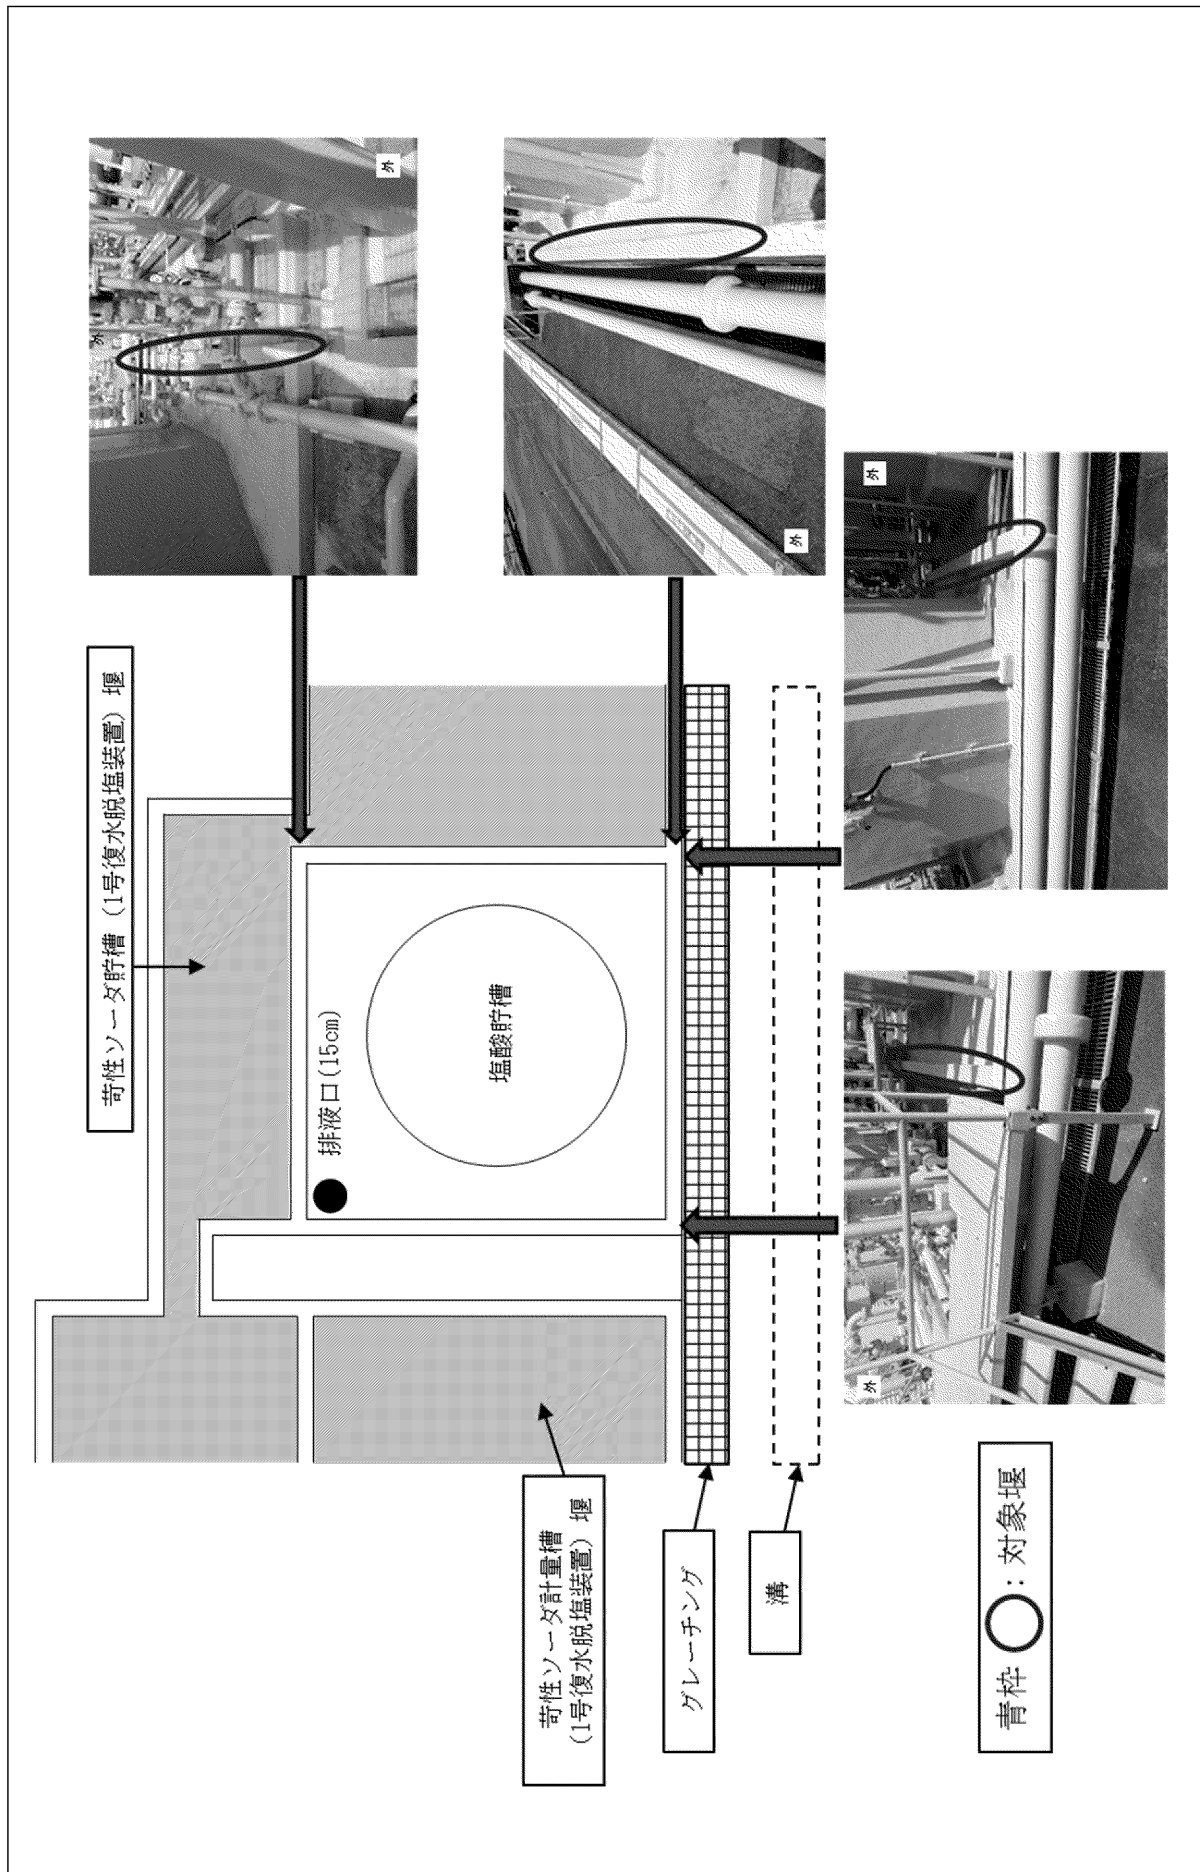 苛性ソーダ貯槽（1号復水脱塩装置）堰
外
外
排液口(15cm)
塩酸貯槽
外
外
苛性ソーダ計量槽
（1号復水脱塩装置）堰
グレーチング
溝
外
外
青枠 ：対象堰